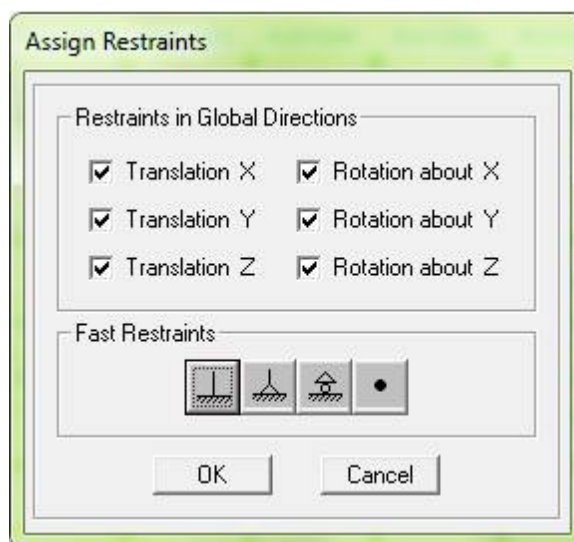 Assign Restraints
Restraints in Global Directions
Translation X Rotation about X
Translation Y Rotation about Y
Translation Z Rotation about Z
Fast Restraints
OK Cancel